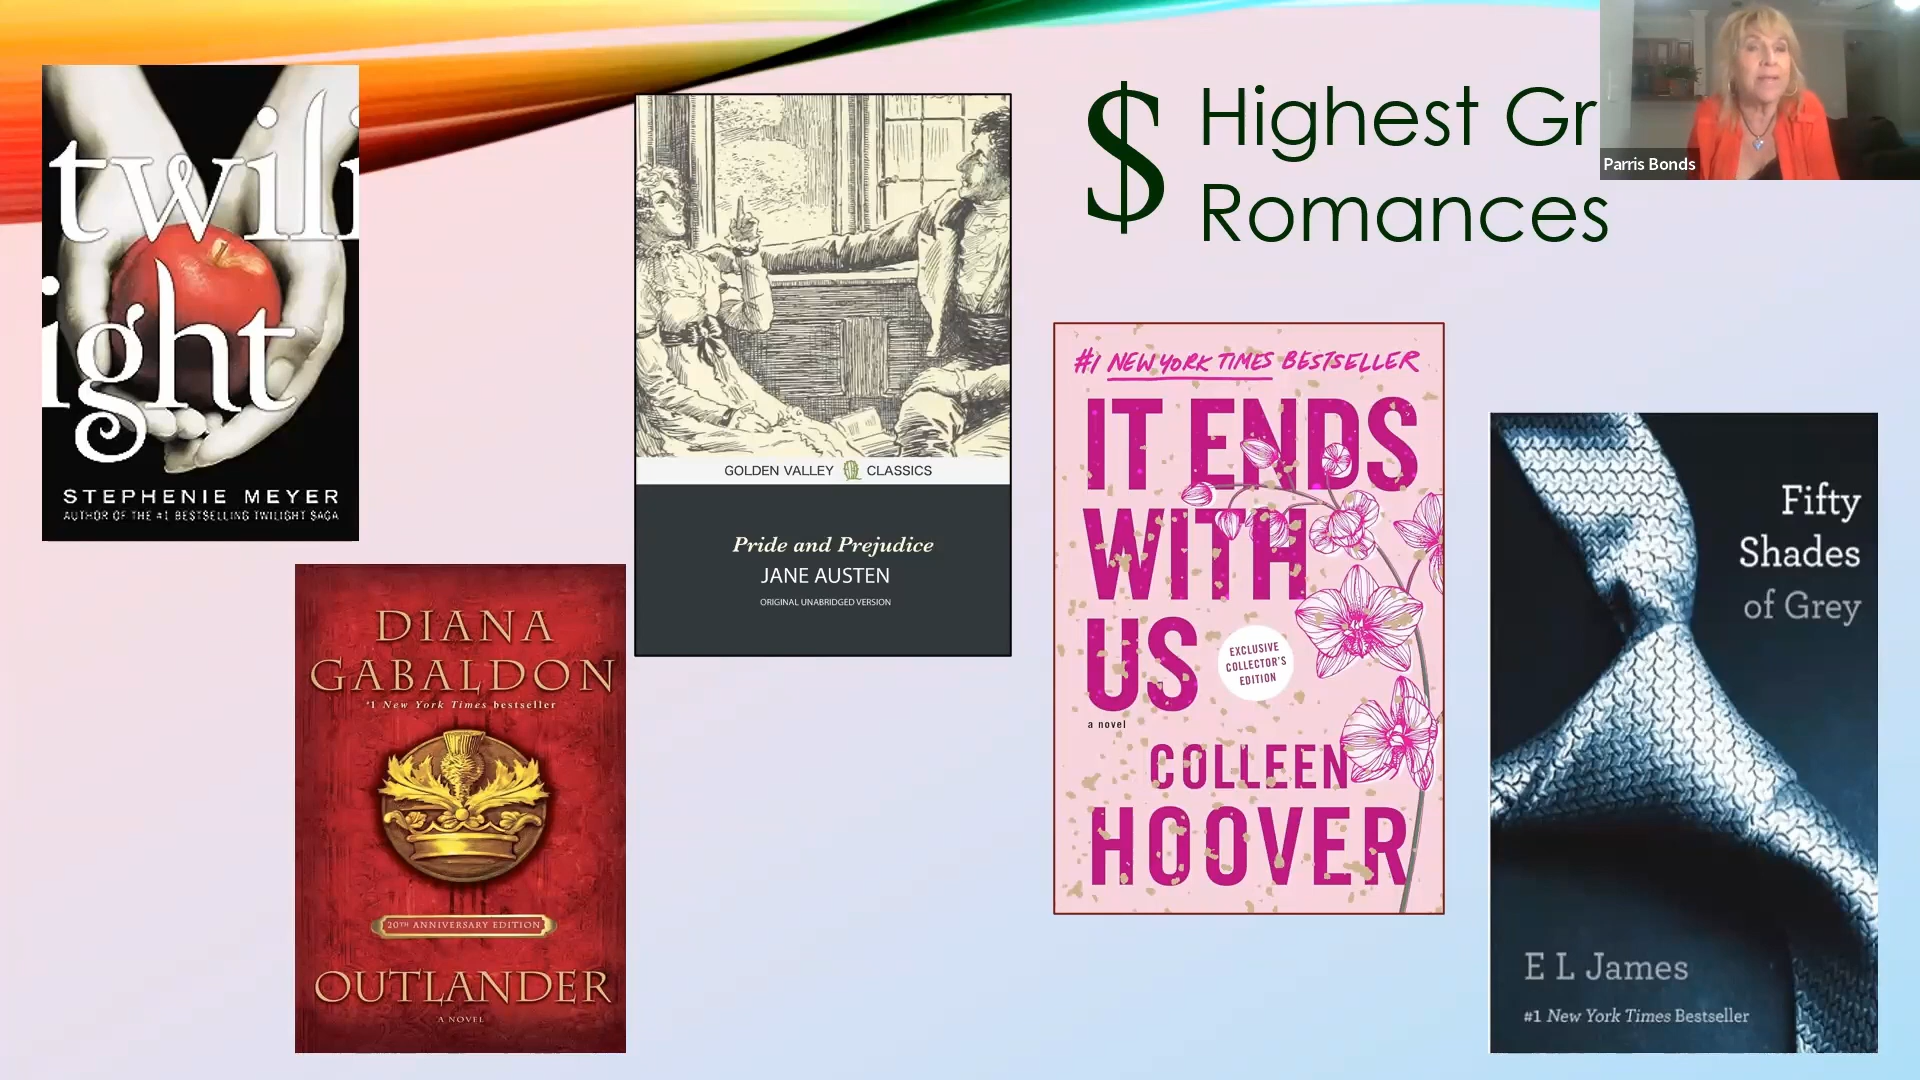 $ Highest Gr
Romances
Parris Bonds
twili
ight
STEPHENIE MEYER
AUTHOR OF THE #1 BESTSELLING TWILIGHT SAGA
GOLDEN VALLEY CLASSICS
Pride and Prejudice
JANE AUSTEN
ORIGINAL UNABRIDGED VERSION
DIANA
GABALDON
#1 New York Times bestseller
20TH ANNIVERSARY EDITION
OUTLANDER
A NOVEL
#1 NEW YORK TIMES BESTSELLER
IT ENDS
WITH
US
EXCLUSIVE
COLLECTOR'S
EDITION
a novel
COLLEEN
HOOVER
Fifty
Shades
of Grey
E L James
#1 New York Times Bestseller